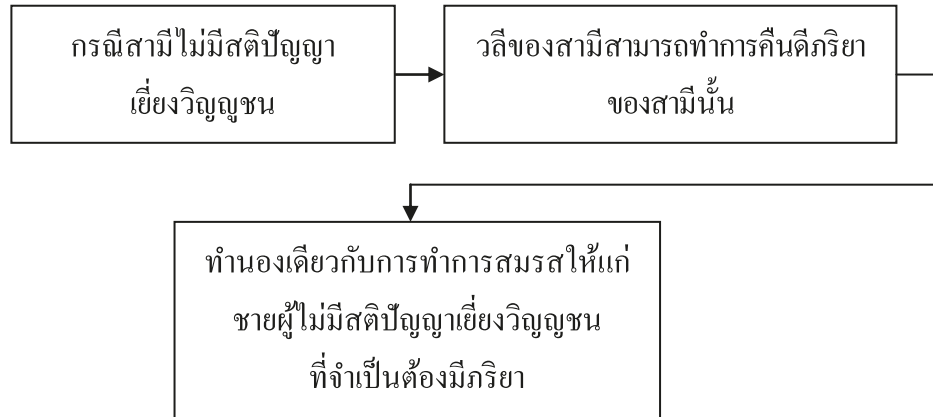 กรณีสามีไม่มีสติปัญญา
เยี่ยงวิญญูชน
วลีของสามีสามารถทำการคืนดีภริยา
ของสามีนั้น
ทำนองเดียวกับการทำการสมรสให้แก่
ชายผู้ไม่มีสติปัญญาเยี่ยงวิญญชน
ที่จำเป็นต้องมีภริยา